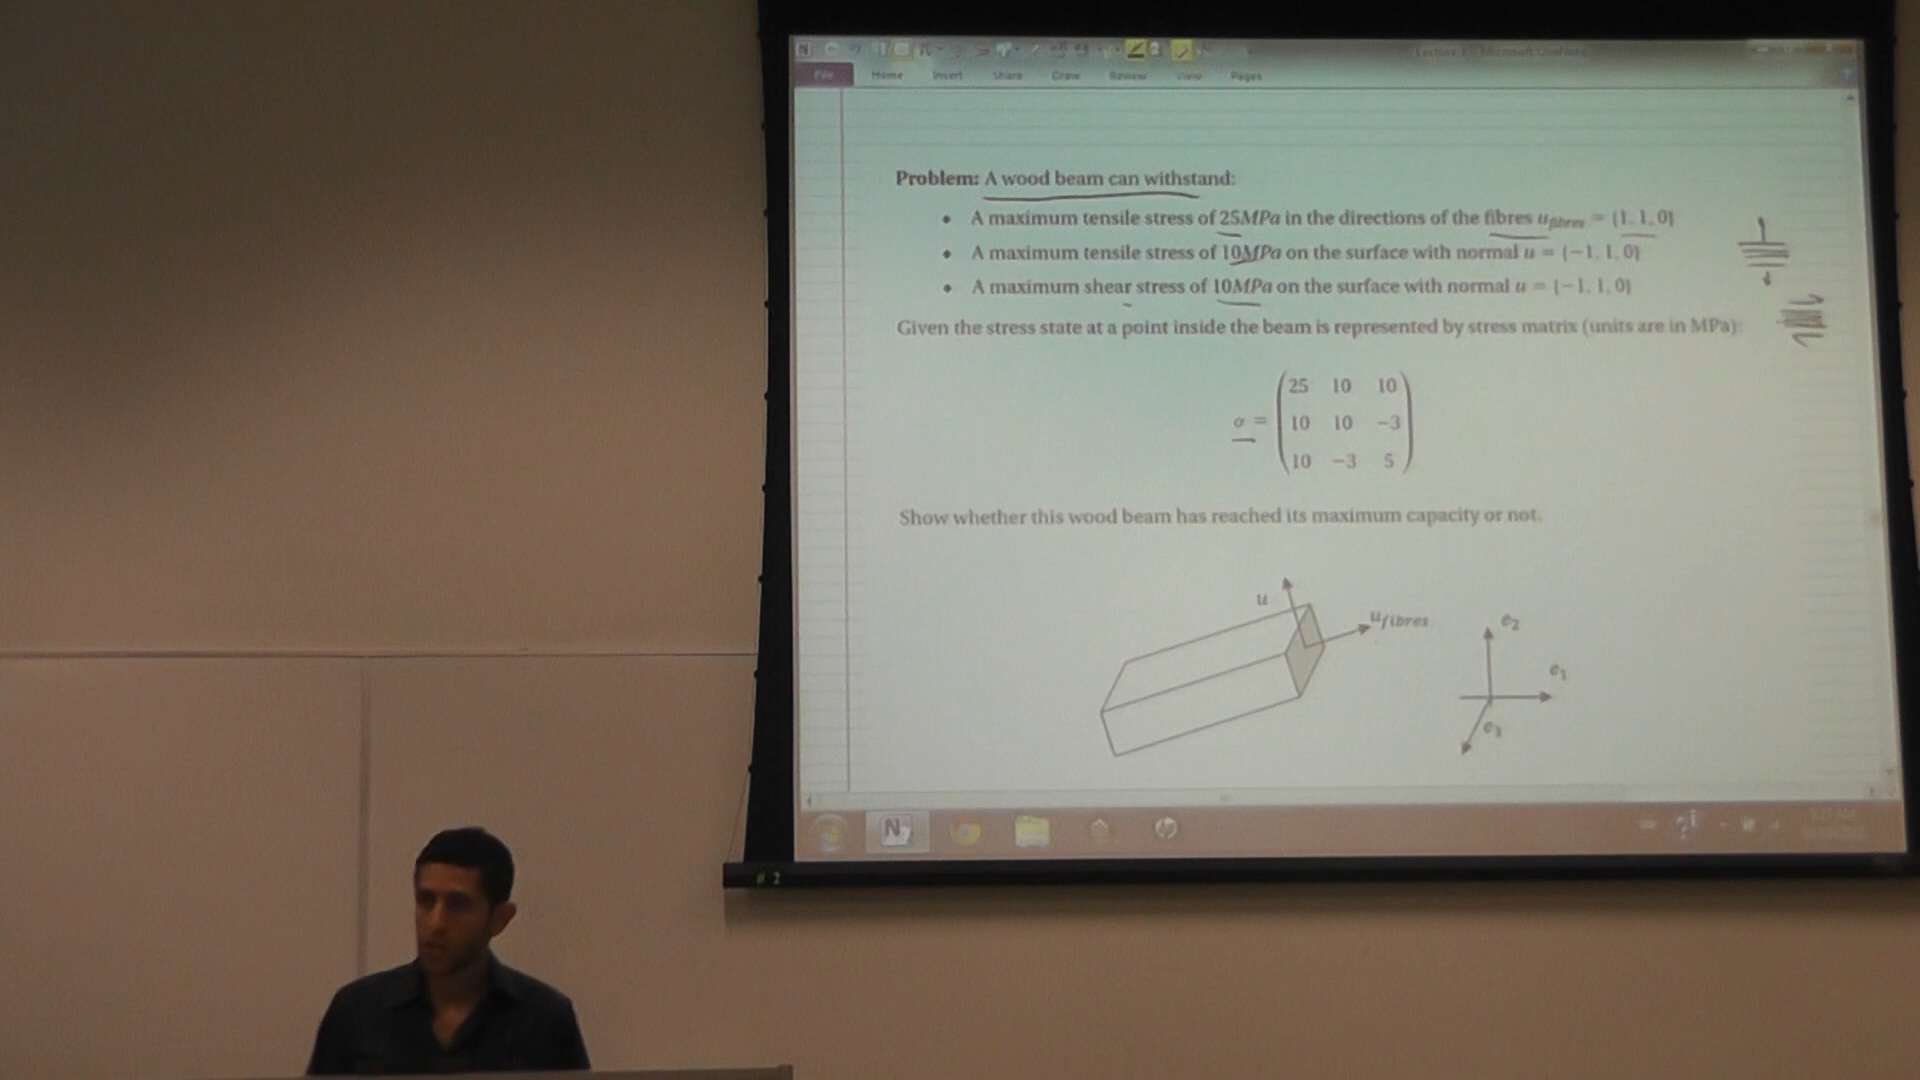 File Home Insert Share Draw Review View Pages
Problem: A wood beam can withstand:
• A maximum tensile stress of 25MPa in the directions of the fibres u_fibres = {1, 1, 0}
• A maximum tensile stress of 10MPa on the surface with normal u = {−1, 1, 0}
• A maximum shear stress of 10MPa on the surface with normal u = {−1, 1, 0}
Given the stress state at a point inside the beam is represented by stress matrix (units are in MPa):
25 10 10
σ = 10 10 −3
10 −3 5
Show whether this wood beam has reached its maximum capacity or not.
u
u_fibres
e2
e1
e3
N
hp
# 2